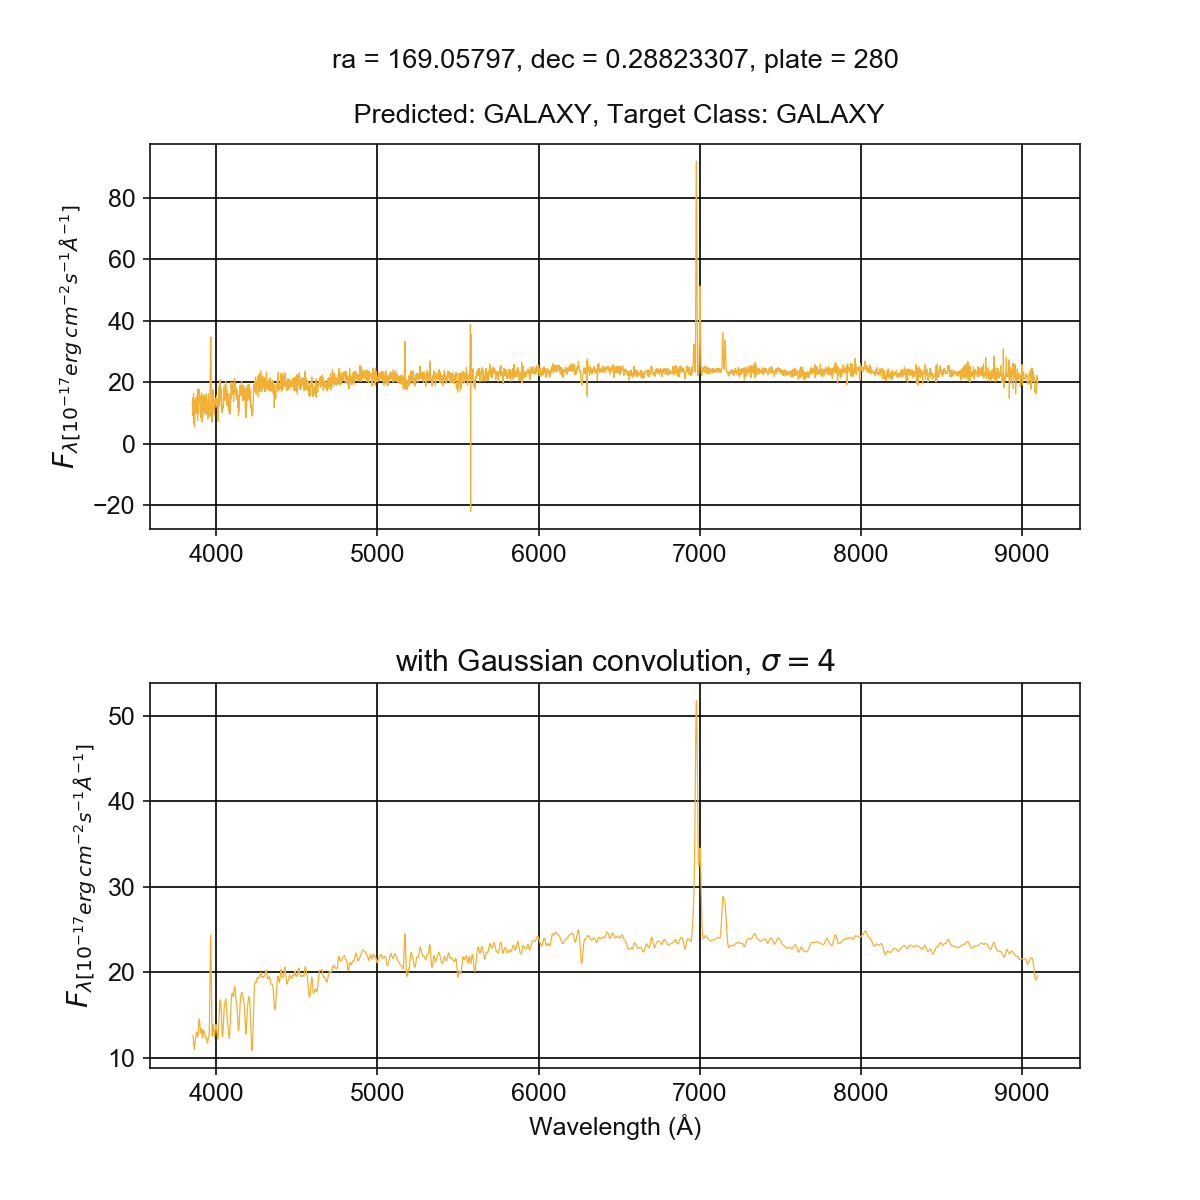 ra = 169.05797, dec = 0.28823307, plate = 280
Predicted: GALAXY, Target Class: GALAXY
80
60
40
20
0
−20
F_{λ[10^{−17} erg cm^{−2} s^{−1} Å^{−1}]}
4000 5000 6000 7000 8000 9000
with Gaussian convolution, σ = 4
50
40
30
20
10
F_{λ[10^{−17} erg cm^{−2} s^{−1} Å^{−1}]}
4000 5000 6000 7000 8000 9000
Wavelength (Å)